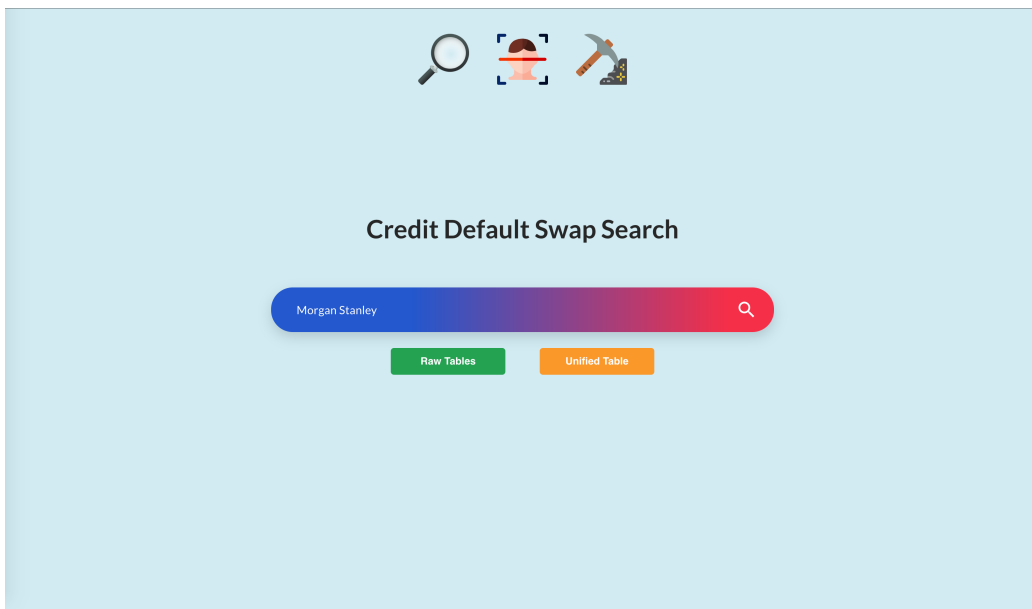 Credit Default Swap Search
Morgan Stanley
Raw Tables
Unified Table